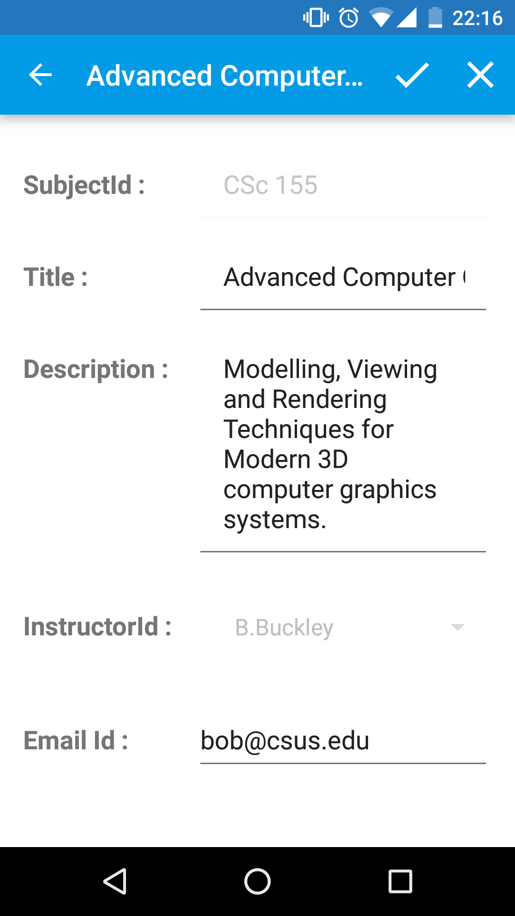 22:16
Advanced Computer...
SubjectId :
CSc 155
Title :
Advanced Computer
Description :
Modelling, Viewing
and Rendering
Techniques for
Modern 3D
computer graphics
systems.
InstructorId :
B.Buckley
Email Id :
bob@csus.edu